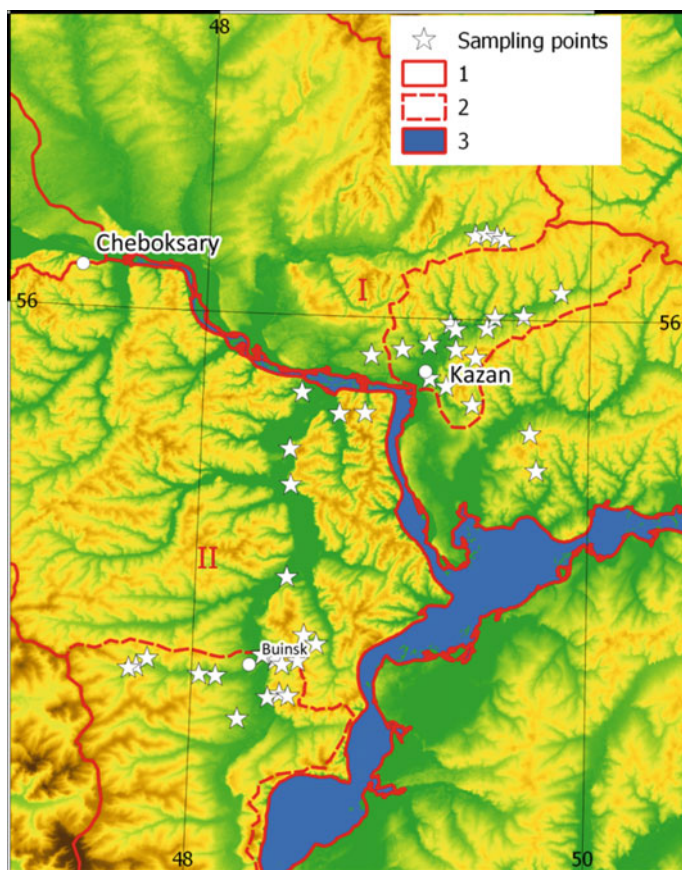 48
Sampling points
1
2
3
Cheboksary
I
56
56
Kazan
II
Buinsk
48
50